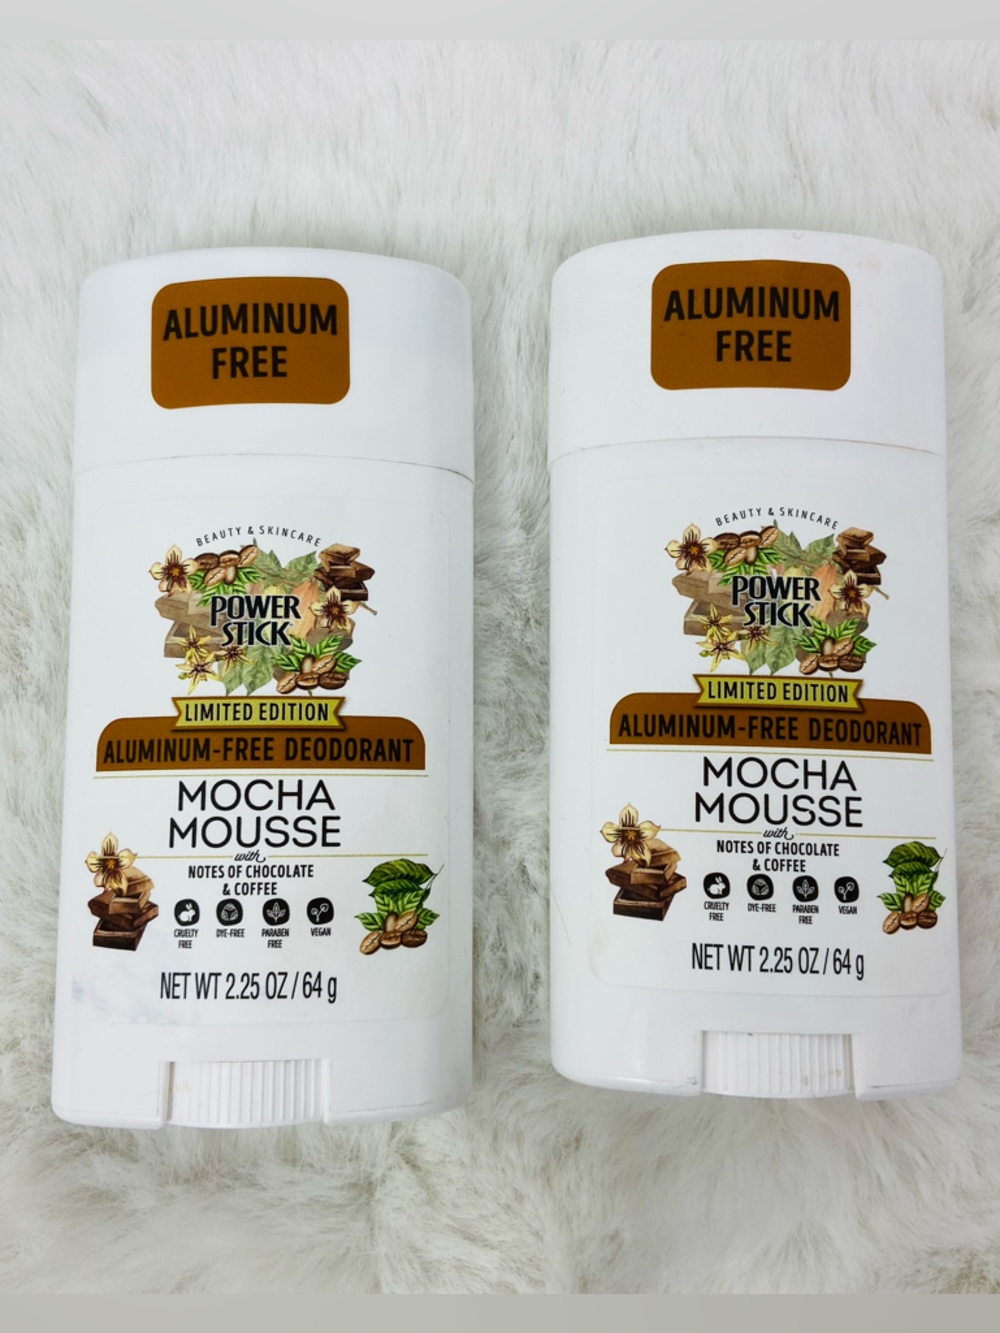 ALUMINUM
FREE
BEAUTY & SKINCARE
POWER
STICK
LIMITED EDITION
ALUMINUM-FREE DEODORANT
MOCHA
MOUSSE
with
NOTES OF CHOCOLATE
& COFFEE
CRUELTY
FREE
DYE-FREE
PARABEN
FREE
VEGAN
NET WT 2.25 OZ / 64 g
ALUMINUM
FREE
BEAUTY & SKINCARE
POWER
STICK
LIMITED EDITION
ALUMINUM-FREE DEODORANT
MOCHA
MOUSSE
with
NOTES OF CHOCOLATE
& COFFEE
CRUELTY
FREE
DYE-FREE
PARABEN
FREE
VEGAN
NET WT 2.25 OZ / 64 g